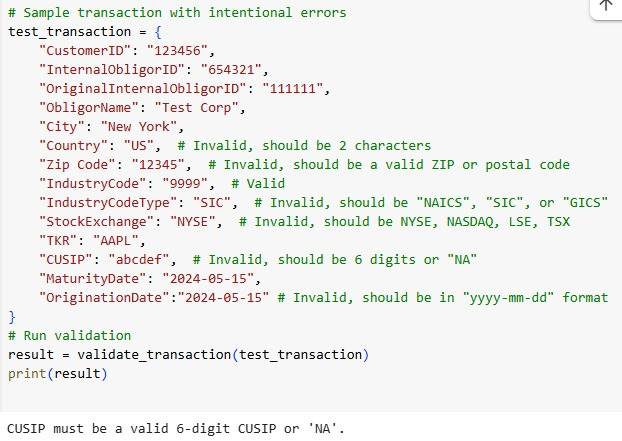 # Sample transaction with intentional errors
test_transaction = {
    "CustomerID": "123456",
    "InternalObligorID": "654321",
    "OriginalInternalObligorID": "111111",
    "ObligorName": "Test Corp",
    "City": "New York",
    "Country": "US",  # Invalid, should be 2 characters
    "Zip Code": "12345",  # Invalid, should be a valid ZIP or postal code
    "IndustryCode": "9999",  # Valid
    "IndustryCodeType": "SIC",  # Invalid, should be "NAICS", "SIC", or "GICS"
    "StockExchange": "NYSE",  # Invalid, should be NYSE, NASDAQ, LSE, TSX
    "TKR": "AAPL",
    "CUSIP": "abcdef",  # Invalid, should be 6 digits or "NA"
    "MaturityDate": "2024-05-15",
    "OriginationDate":"2024-05-15" # Invalid, should be in "yyyy-mm-dd" format
}
# Run validation
result = validate_transaction(test_transaction)
print(result)
CUSIP must be a valid 6-digit CUSIP or 'NA'.